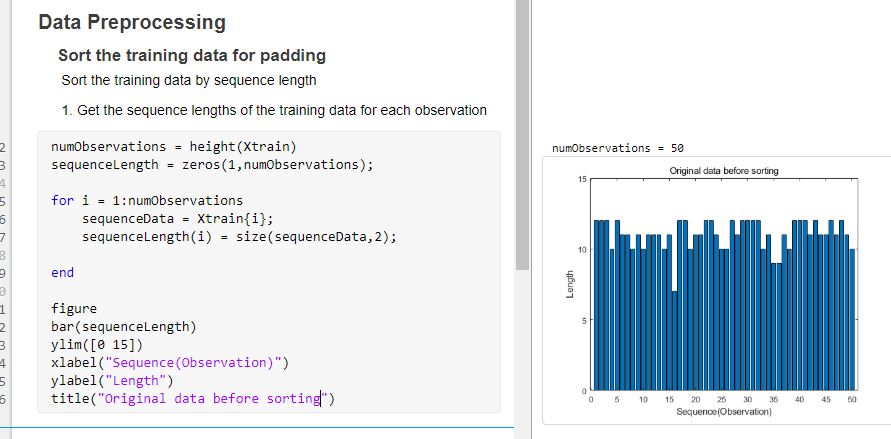 Data Preprocessing
Sort the training data for padding
Sort the training data by sequence length
1. Get the sequence lengths of the training data for each observation
2 numObservations = height(Xtrain)
3 sequenceLength = zeros(1,numObservations);
4
5 for i = 1:numObservations
6 sequenceData = Xtrain{i};
7 sequenceLength(i) = size(sequenceData,2);
8
9 end
0
1 figure
2 bar(sequenceLength)
3 ylim([0 15])
4 xlabel("Sequence(Observation)")
5 ylabel("Length")
6 title("Original data before sorting")
numObservations = 50
Original data before sorting
15
10
5
0
Length
0 5 10 15 20 25 30 35 40 45 50
Sequence(Observation)